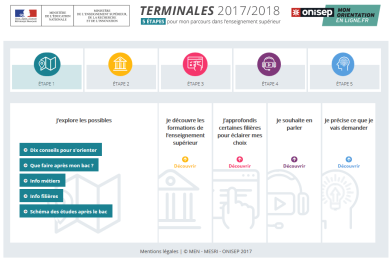 MINISTÈRE
DE L'ÉDUCATION
NATIONALE
MINISTÈRE
DE L'ENSEIGNEMENT SUPÉRIEUR,
DE LA RECHERCHE
ET DE L'INNOVATION
TERMINALES 2017/2018
5 ÉTAPES pour mon parcours dans l'enseignement supérieur
onisep
MON
ORIENTATION
EN LIGNE.FR
ÉTAPE 1
ÉTAPE 2
ÉTAPE 3
ÉTAPE 4
ÉTAPE 5
J'explore les possibles
Dix conseils pour s'orienter
Que faire après mon bac ?
Info métiers
Info filières
Schéma des études après le bac
Je découvre les
formations de
l'enseignement
supérieur
Découvrir
J'approfondis
certaines filières
pour éclairer mes
choix
Découvrir
Je souhaite en
parler
Découvrir
Je précise ce que je
vais demander
Découvrir
Mentions légales | © MEN - MESRI - ONISEP 2017